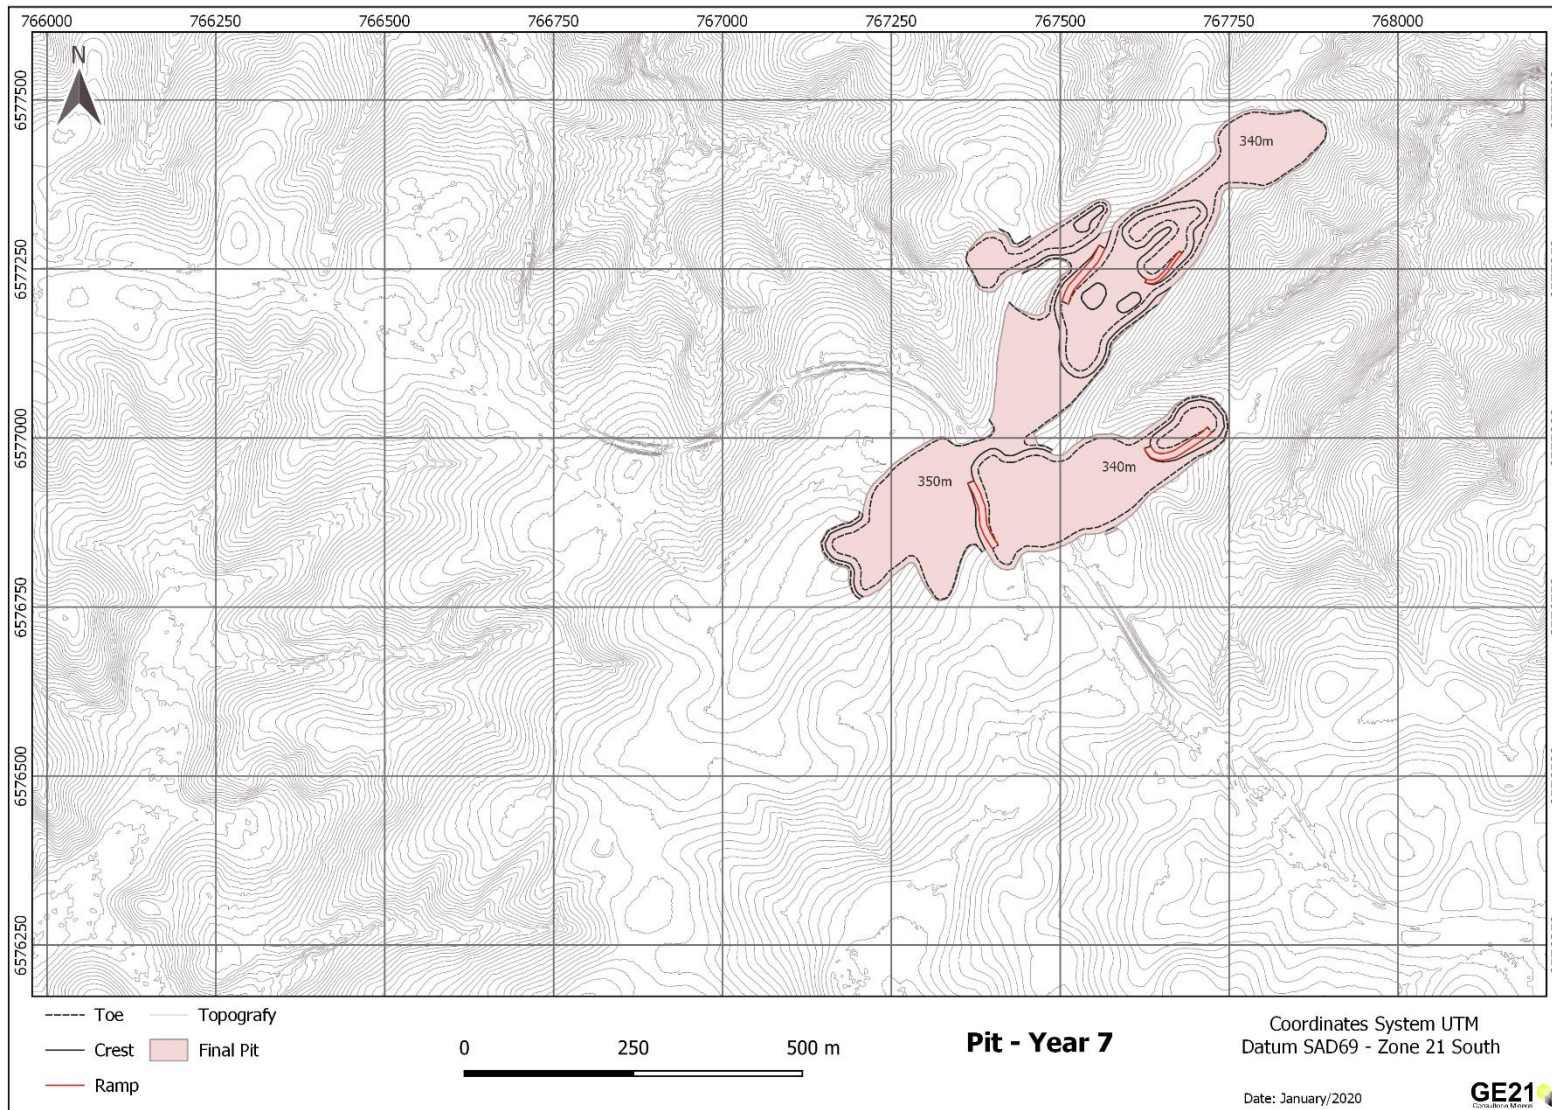 766000 766250 766500 766750 767000 767250 767500 767750 768000
N
6577500
6577250
6577000
6576750
6576500
6576250
340m
350m
340m
Toe
Topografy
Crest
Final Pit
Ramp
0 250 500 m
Pit - Year 7
Coordinates System UTM
Datum SAD69 - Zone 21 South
Date: January/2020
GE21
Consultoria Mineral